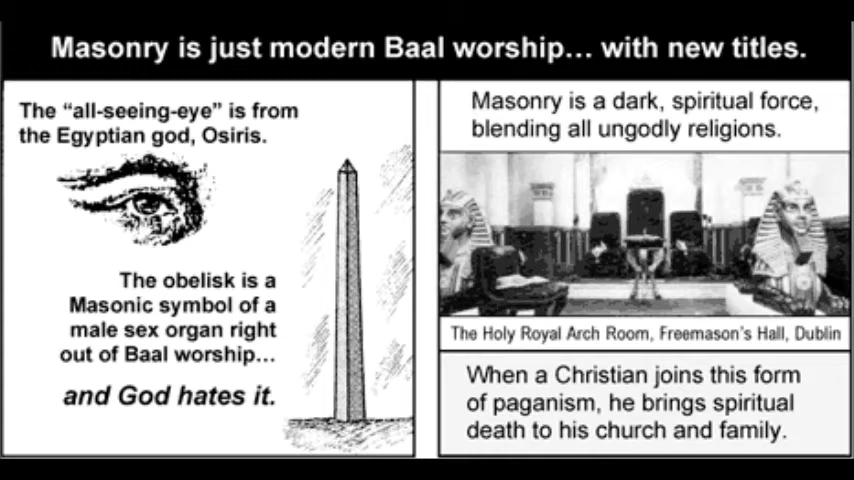 Masonry is just modern Baal worship… with new titles.
The “all-seeing-eye” is from
the Egyptian god, Osiris.
The obelisk is a
Masonic symbol of a
male sex organ right
out of Baal worship…
and God hates it.
Masonry is a dark, spiritual force,
blending all ungodly religions.
The Holy Royal Arch Room, Freemason’s Hall, Dublin
When a Christian joins this form
of paganism, he brings spiritual
death to his church and family.